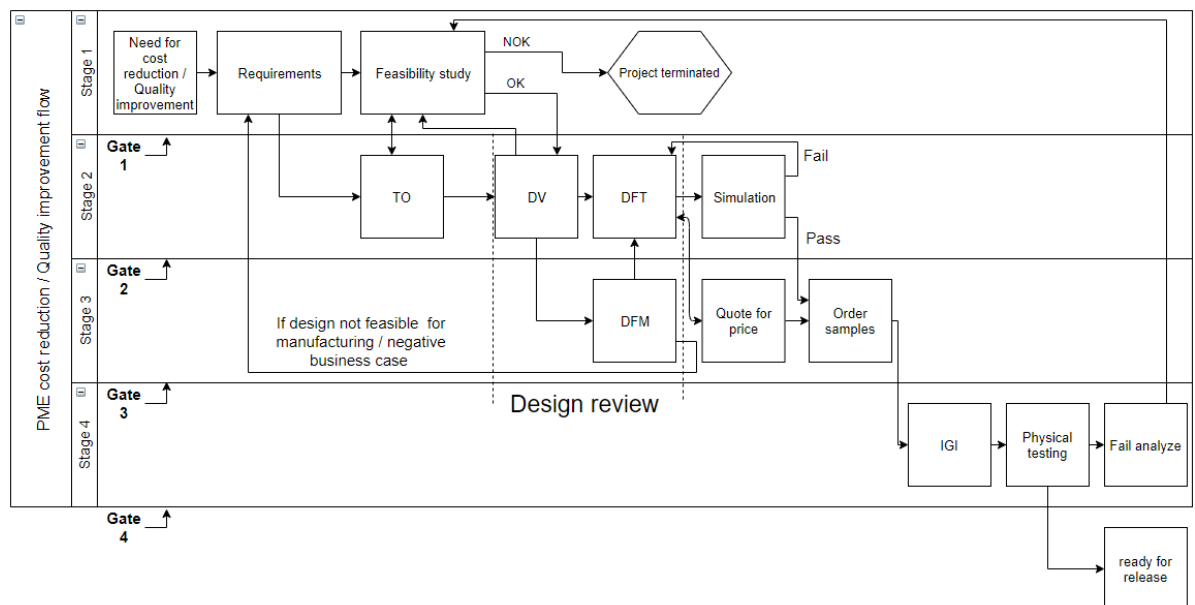 PME cost reduction / Quality improvement flow
Stage 1
Need for
cost
reduction /
Quality
improvement
Requirements
Feasibility study
NOK
OK
Project terminated
Gate
1
Stage 2
TO
DV
DFT
Simulation
Fail
Pass
Gate
2
Stage 3
If design not feasible for
manufacturing / negative
business case
DFM
Quote for
price
Order
samples
Gate
3
Design review
Stage 4
IGI
Physical
testing
Fail analyze
Gate
4
ready for
release